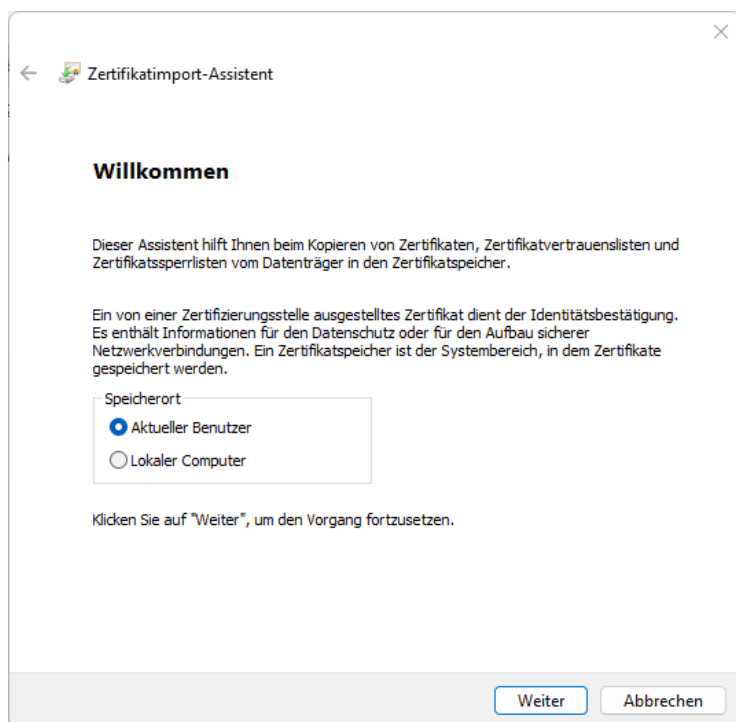 Zertifikatimport-Assistent
Willkommen
Dieser Assistent hilft Ihnen beim Kopieren von Zertifikaten, Zertifikatvertrauenslisten und
Zertifikatssperrlisten vom Datenträger in den Zertifikatspeicher.
Ein von einer Zertifizierungsstelle ausgestelltes Zertifikat dient der Identitätsbestätigung.
Es enthält Informationen für den Datenschutz oder für den Aufbau sicherer
Netzwerkverbindungen. Ein Zertifikatspeicher ist der Systembereich, in dem Zertifikate
gespeichert werden.
Speicherort
Aktueller Benutzer
Lokaler Computer
Klicken Sie auf "Weiter", um den Vorgang fortzusetzen.
Weiter Abbrechen